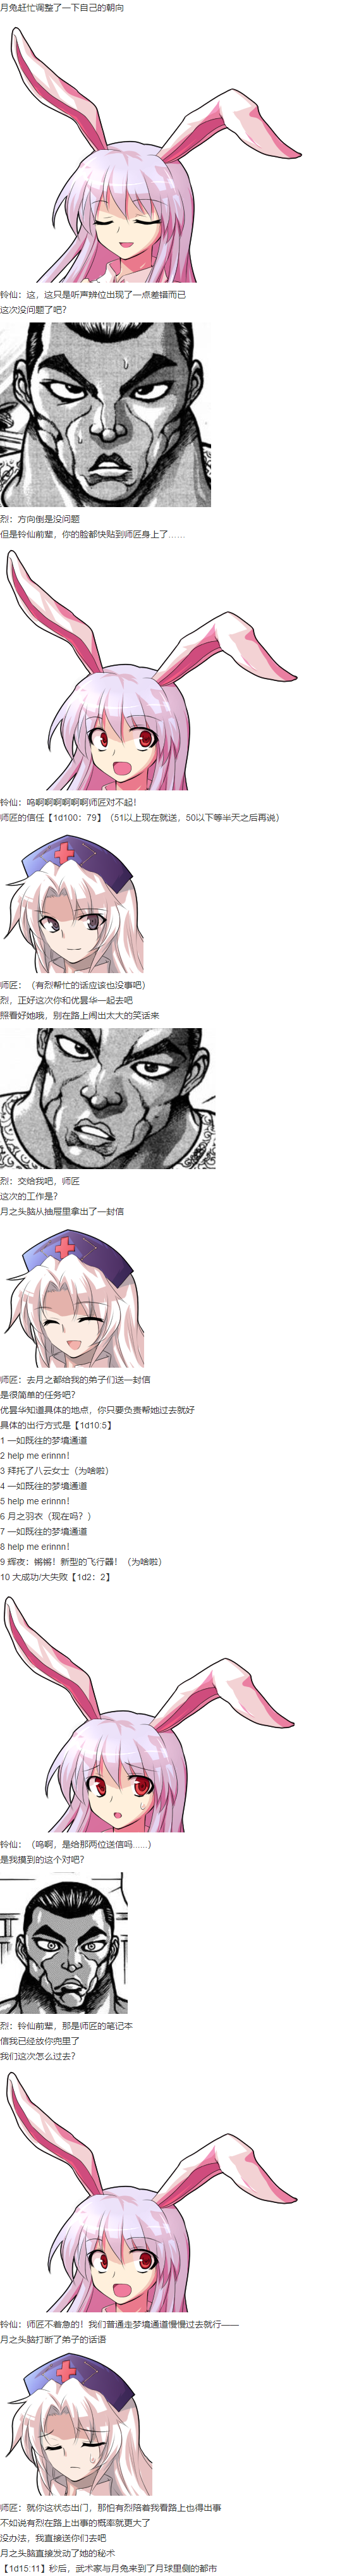 月兔赶忙调整了一下自己的朝向
铃仙：这，这只是听声辨位出现了一点差错而已
这次没问题了吧？
烈：方向倒是没问题
但是铃仙前辈，你的脸都快贴到师匠身上了……
铃仙：呜啊啊啊啊啊啊师匠对不起！
师匠的信任【1d100：79】（51以上现在就送，50以下等半天之后再说）
师匠：（有烈帮忙的话应该也没事吧）
烈，正好这次你和优昙华一起去吧
照看好她哦，别在路上闹出太大的笑话来
烈：交给我吧，师匠
这次的工作是？
月之头脑从抽屉里拿出了一封信
师匠：去月之都给我的弟子们送一封信
是很简单的任务吧？
优昙华知道具体的地点，你只要负责帮她过去就好
具体的出行方式是【1d10:5】
1 一如既往的梦境通道
2 help me erinnn！
3 拜托了八云女士（为啥啦）
4 一如既往的梦境通道
5 help me erinnn！
6 月之羽衣（现在吗？）
7 一如既往的梦境通道
8 help me erinnn！
9 辉夜：锵锵！新型的飞行器！（为啥啦）
10 大成功/大失败【1d2：2】
铃仙：（呜啊，是给那两位送信吗......）
是我摸到的这个对吧？
烈：铃仙前辈，那是师匠的笔记本
信我已经放你兜里了
我们这次怎么过去？
铃仙：师匠不着急的！我们普通走梦境通道慢慢过去就行——
月之头脑打断了弟子的话语
师匠：就你这状态出门，那怕有烈陪着我看路上也得出事
不如说有烈在路上出事的概率就更大了
没办法，我直接送你们去吧
月之头脑直接发动了她的秘术
【1d15:11】秒后，武术家与月兔来到了月球里侧的都市